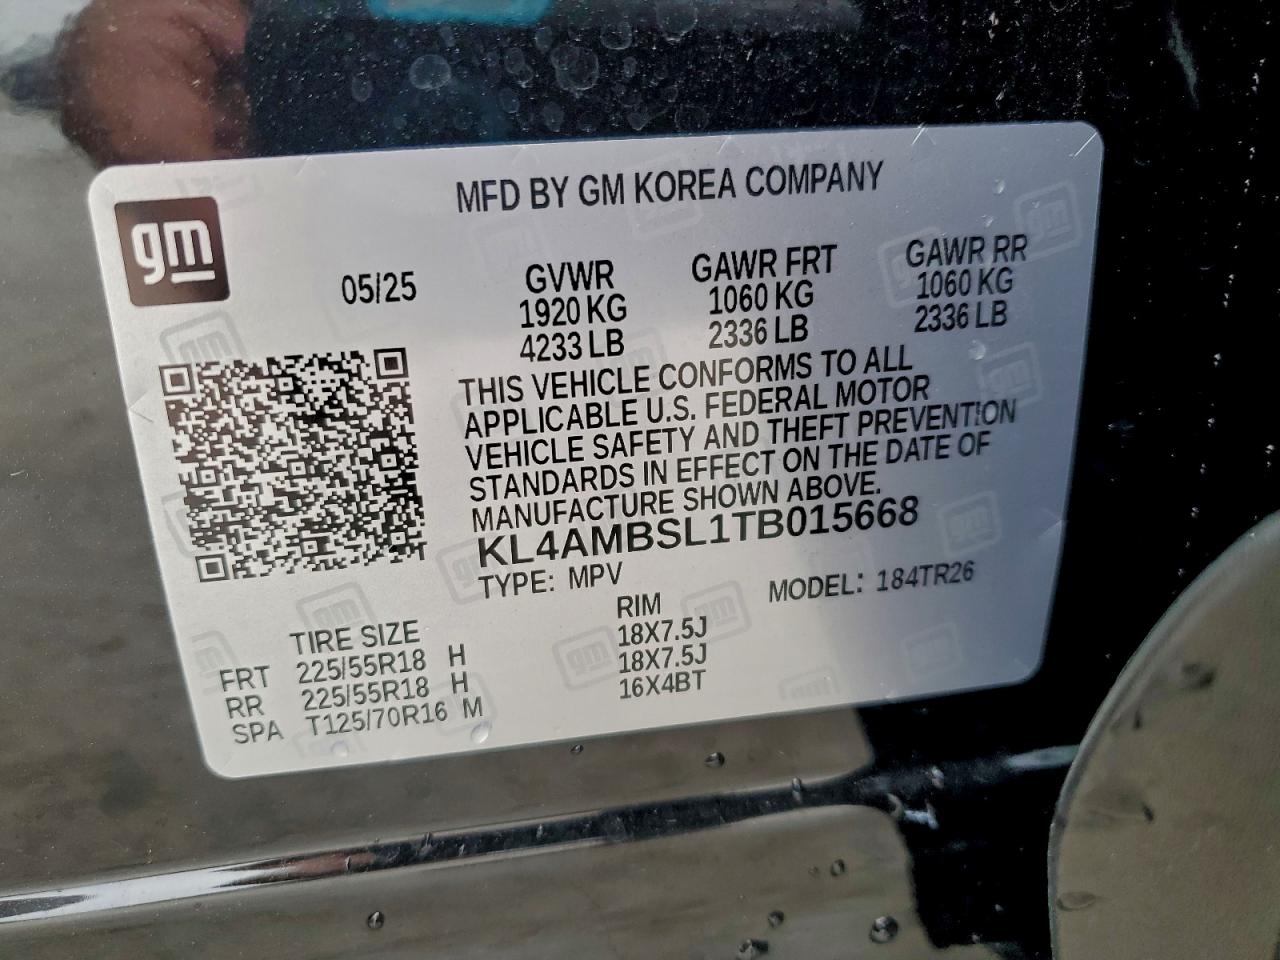 MFD BY GM KOREA COMPANY
gm
05/25
GVWR
1920 KG
4233 LB
GAWR FRT
1060 KG
2336 LB
GAWR RR
1060 KG
2336 LB
THIS VEHICLE CONFORMS TO ALL
APPLICABLE U.S. FEDERAL MOTOR
VEHICLE SAFETY AND THEFT PREVENTION
STANDARDS IN EFFECT ON THE DATE OF
MANUFACTURE SHOWN ABOVE.
KL4AMBSL1TB015668
TYPE: MPV
MODEL: 184TR26
TIRE SIZE
RIM
FRT 225/55R18 H 18X7.5J
RR 225/55R18 H 18X7.5J
SPA T125/70R16 M 16X4BT